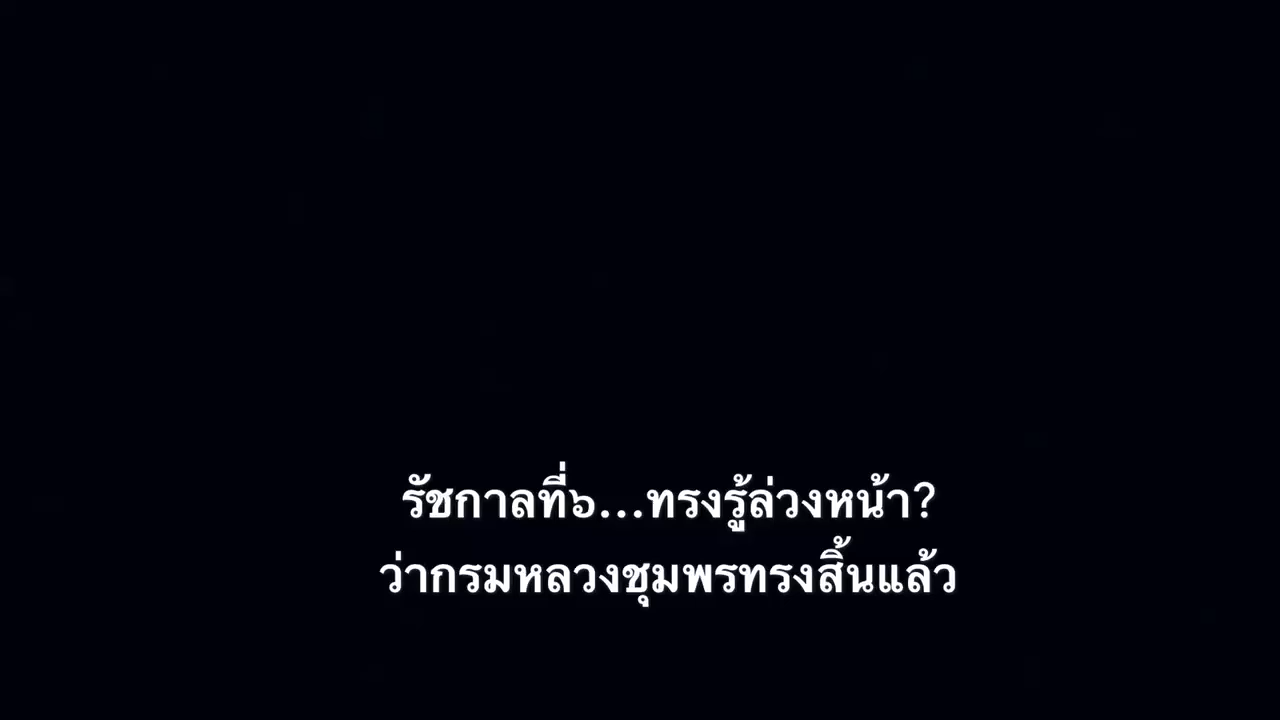 รัชกาลที่๖...ทรงรู้ล่วงหน้า?
ว่ากรมหลวงชุมพรทรงสิ้นแล้ว